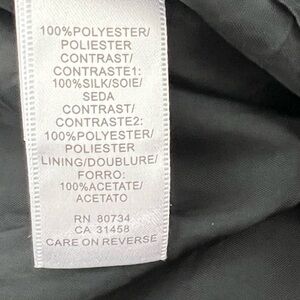 100%POLYESTER/
POLIESTER
CONTRAST/
CONTRASTE1:
100%SILK/SOIE/
SEDA
CONTRAST/
CONTRASTE2:
100%POLYESTER/
POLIESTER
LINING/DOUBLURE/
FORRO:
100%ACETATE/
ACETATO
RN 80734
CA 31458
CARE ON REVERSE